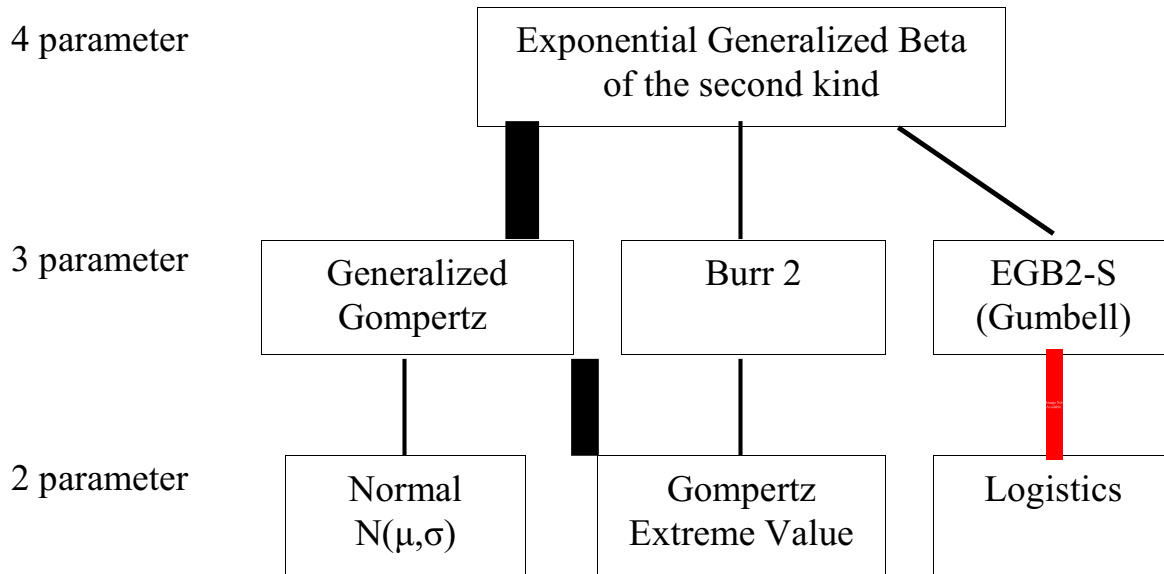 4 parameter
Exponential Generalized Beta
of the second kind
3 parameter
Generalized
Gompertz
Burr 2
EGB2-S
(Gumbell)
2 parameter
Normal
N(μ,σ)
Gompertz
Extreme Value
Logistics